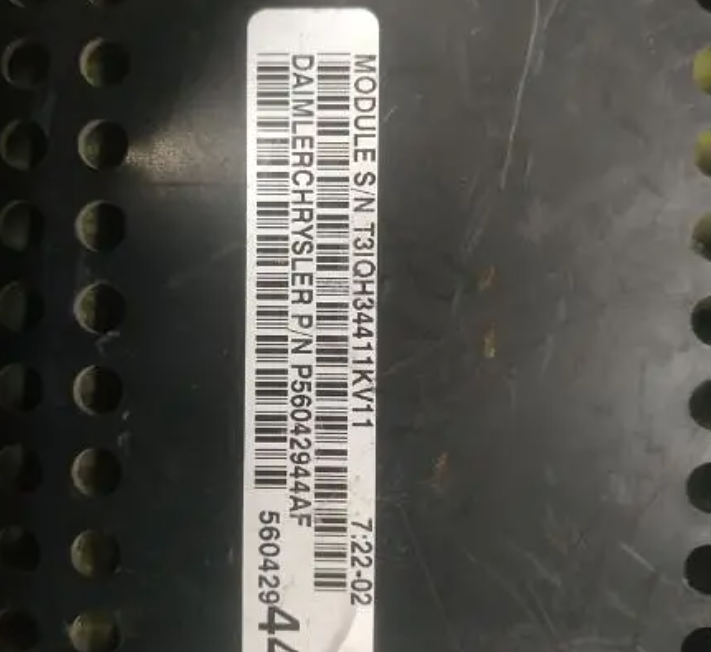 MODULE S/N T3IQH34411KV11 7:22-02
DAIMLERCHRYSLER P/N P56042944AF
56042944